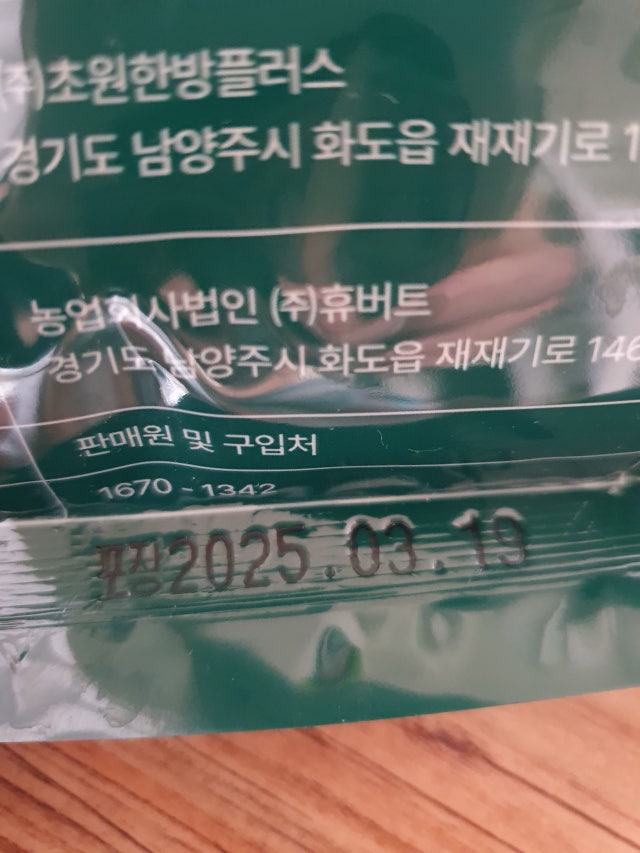 (주)초원한방플러스
경기도 남양주시 화도읍 재재기로 1
농업회사법인 (주)휴버트
경기도 남양주시 화도읍 재재기로 146
판매원 및 구입처
1670 - 1342
포장2025.03.19